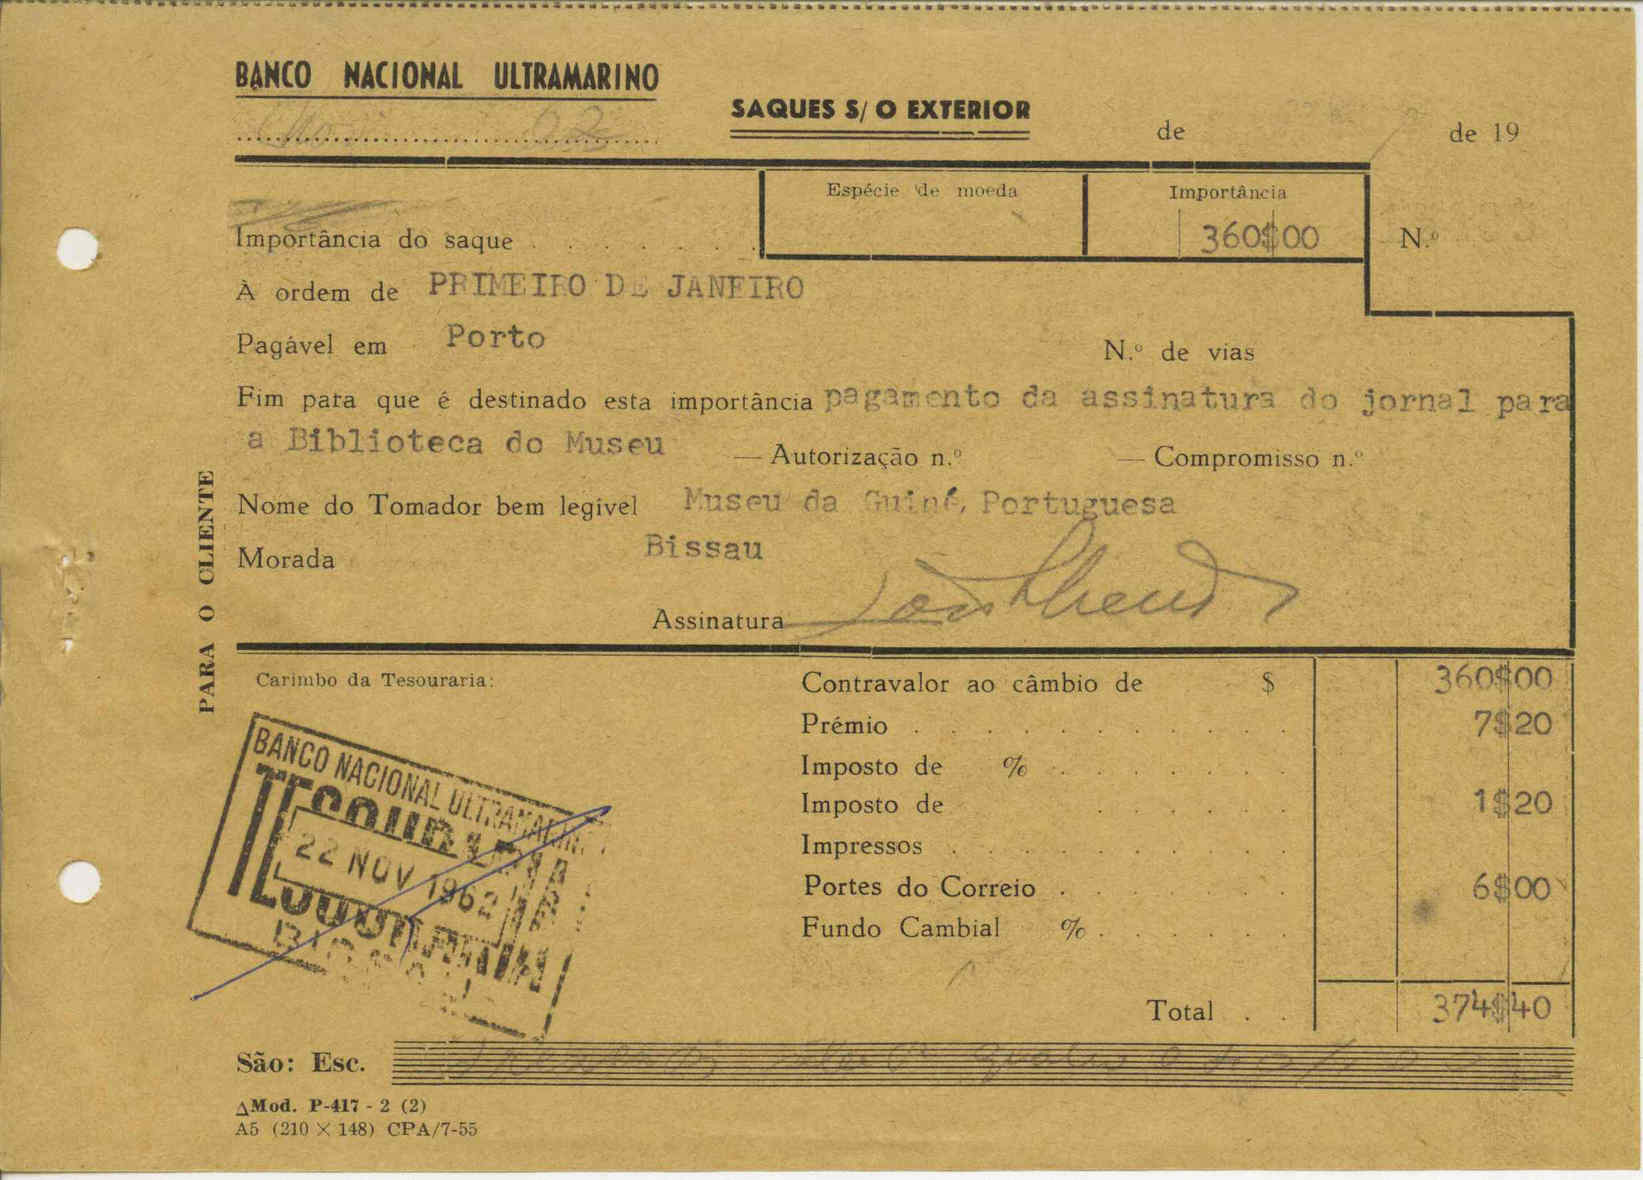 BANCO NACIONAL ULTRAMARINO
SAQUES S/ O EXTERIOR
de de 19
Espécie de moeda Importância
Importância do saque . . . . . . . 360$00 N.º
À ordem de PRIMEIRO DE JANEIRO
Pagável em Porto N.º de vias
Fim para que é destinado esta importância pagamento da assinatura do jornal para
a Biblioteca do Museu — Autorização n.º — Compromisso n.º
Nome do Tomador bem legível Museu da Guiné, Portuguesa
Morada Bissau
Assinatura
PARA O CLIENTE
Carimbo da Tesouraria:
BANCO NACIONAL ULTRAMARINO
22 NOV 1962
Contravalor ao câmbio de $ 360$00
Prémio . . . . . . . . . . 7$20
Imposto de % . . . . . . .
Imposto de . . . . . . 1$20
Impressos . . . . . . . . .
Portes do Correio . . . . . . 6$00
Fundo Cambial % . . . . . .
Total . . 374$40
São: Esc.
△Mod. P-417 - 2 (2)
A5 (210 × 148) CPA/7-55